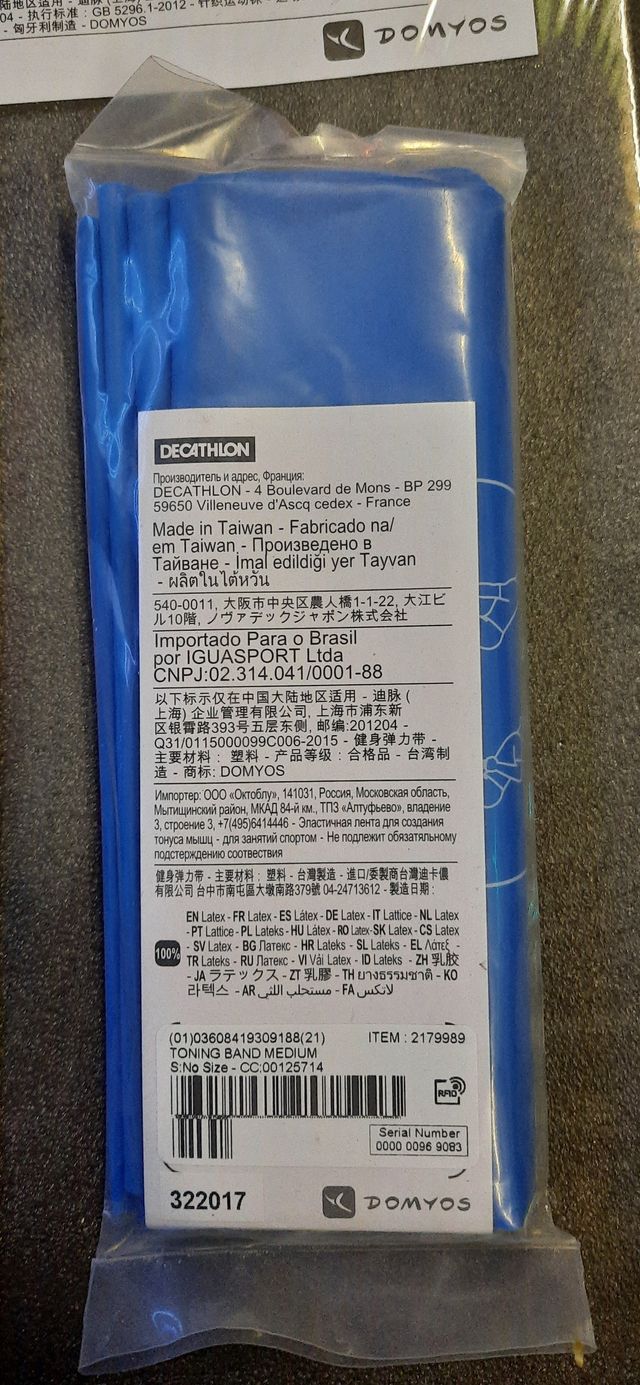 04 - 执行标准 : GB 5296.1-2012 - 针织运动
- 匈牙利制造 - DOMYOS
DOMYOS
DECATHLON
Производитель и адрес, Франция:
DECATHLON - 4 Boulevard de Mons - BP 299
59650 Villeneuve d'Ascq cedex - France
Made in Taiwan - Fabricado na/
em Taiwan - Произведено в
Тайване - İmal edildiği yer Tayvan
- ผลิตในไต้หวัน
540-0011, 大阪市中央区農人橋1-1-22, 大江ビ
ル10階, ノヴァデックジャポン株式会社
Importado Para o Brasil
por IGUASPORT Ltda
CNPJ:02.314.041/0001-88
以下标示仅在中国大陆地区适用 - 迪脉 (
上海) 企业管理有限公司, 上海市浦东新
区银霄路393号五层东侧, 邮编:201204 -
Q31/0115000099C006-2015 - 健身弹力带 -
主要材料 : 塑料 - 产品等级 : 合格品 - 台湾制
造 - 商标: DOMYOS
Импортер: ООО «Октоблу», 141031, Россия, Московская область,
Мытищинский район, МКАД 84-й км., ТПЗ «Алтуфьево», владение
3, строение 3, +7(495)6414446 - Эластичная лента для создания
тонуса мышц - для занятий спортом - Не подлежит обязательному
подстерждению соотвествия
健身彈力帶 - 主要材料 : 塑料 - 台灣製造 - 進口/委製商台灣迪卡儂
有限公司 台中市南屯區大墩南路379號 04-24713612 - 製造日期 :
100%
EN Latex - FR Latex - ES Látex - DE Latex - IT Lattice - NL Latex
- PT Lattice - PL Lateks - HU Látex - RO Latex - SK Latex - CS Latex
- SV Latex - BG Латекс - HR Lateks - SL Lateks - EL Λάτεξ -
TR Lateks - RU Латекс - VI Vải Latex - ID Lateks - ZH 乳胶
- JA ラテックス - ZT 乳膠 - TH ยางธรรมชาติ - KO
라텍스 - AR مستحلب اللثي - FA لاتكس
(01)03608419309188(21) ITEM : 2179989
TONING BAND MEDIUM
S:No Size - CC:00125714
RFID
Serial Number
0000 0096 9083
322017
DOMYOS